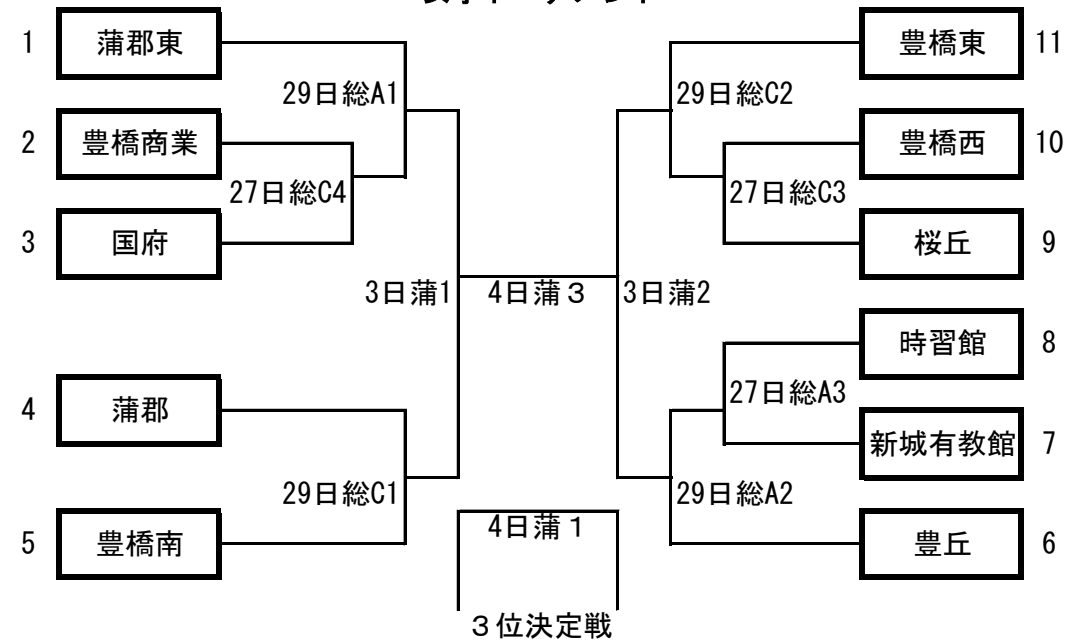 1 蒲郡東
29日総A1
2 豊橋商業
27日総C4
3 国府
3日蒲1
4 蒲郡
29日総C1
5 豊橋南
4日蒲３
4日蒲１
３位決定戦
豊橋東 11
29日総C2
豊橋西 10
27日総C3
桜丘 9
3日蒲2
時習館 8
27日総A3
新城有教館 7
29日総A2
豊丘 6